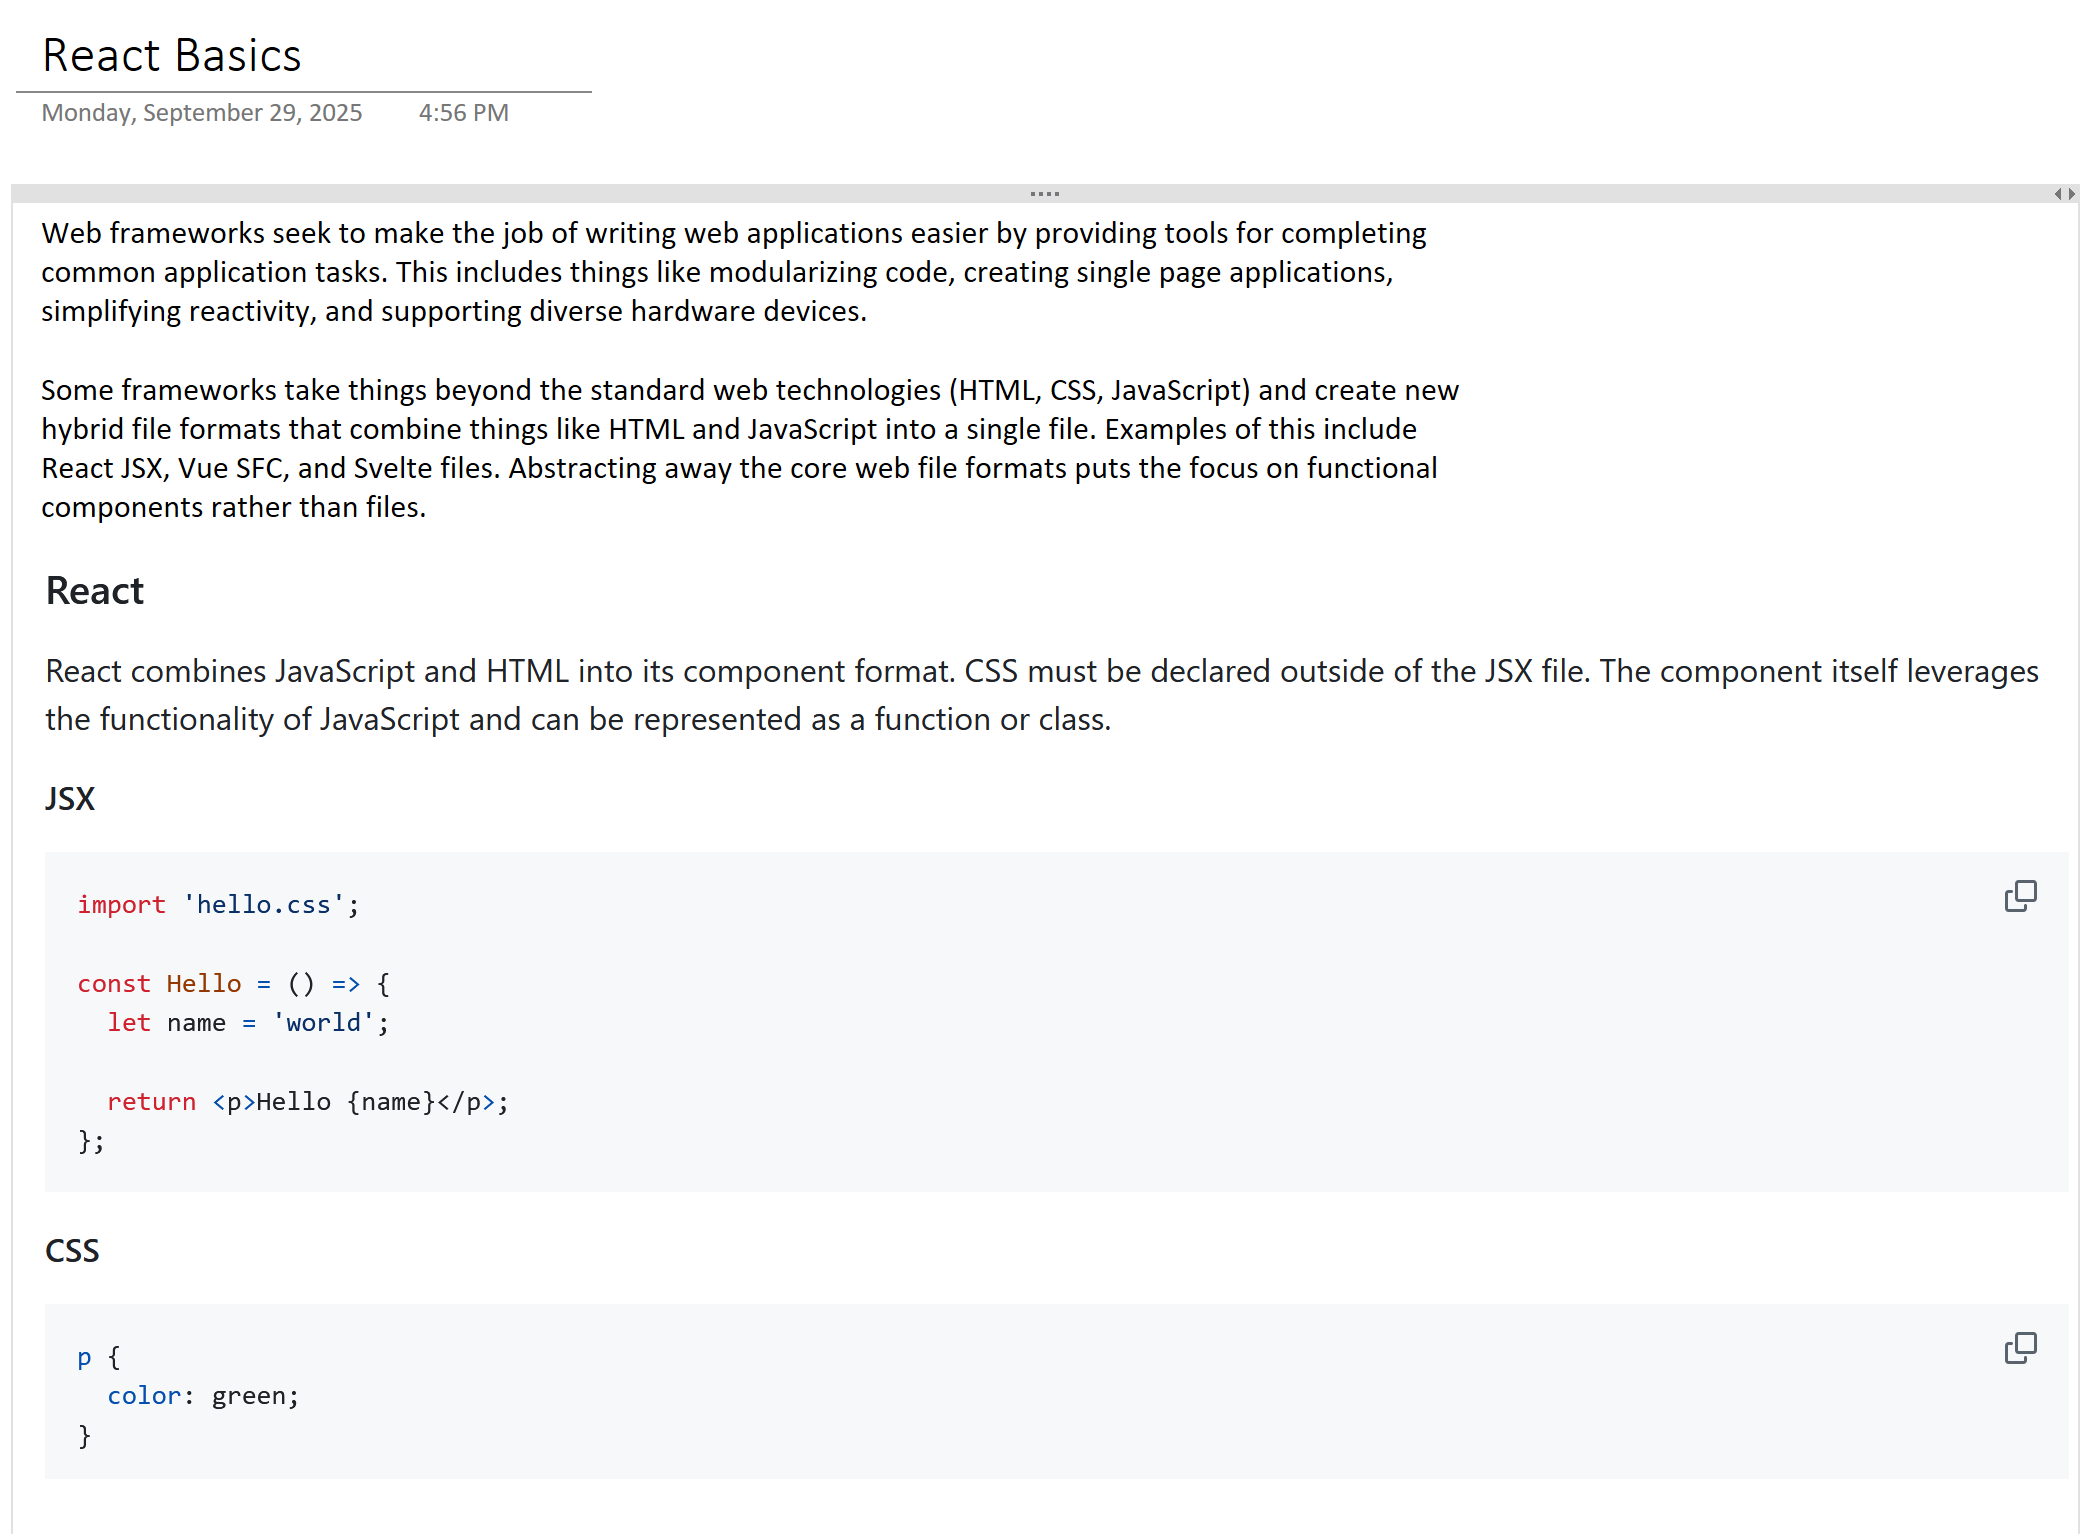 React Basics
Monday, September 29, 2025 4:56 PM
Web frameworks seek to make the job of writing web applications easier by providing tools for completing
common application tasks. This includes things like modularizing code, creating single page applications,
simplifying reactivity, and supporting diverse hardware devices.
Some frameworks take things beyond the standard web technologies (HTML, CSS, JavaScript) and create new
hybrid file formats that combine things like HTML and JavaScript into a single file. Examples of this include
React JSX, Vue SFC, and Svelte files. Abstracting away the core web file formats puts the focus on functional
components rather than files.
React
React combines JavaScript and HTML into its component format. CSS must be declared outside of the JSX file. The component itself leverages
the functionality of JavaScript and can be represented as a function or class.
JSX
import 'hello.css';
const Hello = () => {
  let name = 'world';
  return <p>Hello {name}</p>;
};
CSS
p {
  color: green;
}